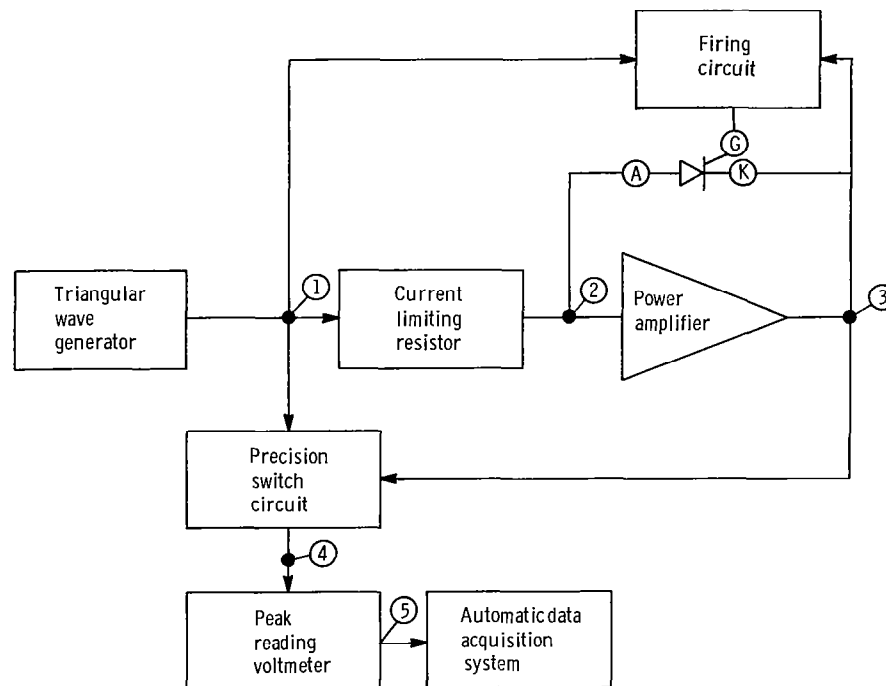 Firing
circuit
G
A
K
Triangular
wave
generator
1
Current
limiting
resistor
2
Power
amplifier
3
Precision
switch
circuit
4
Peak
reading
voltmeter
5
Automatic data
acquisition
system